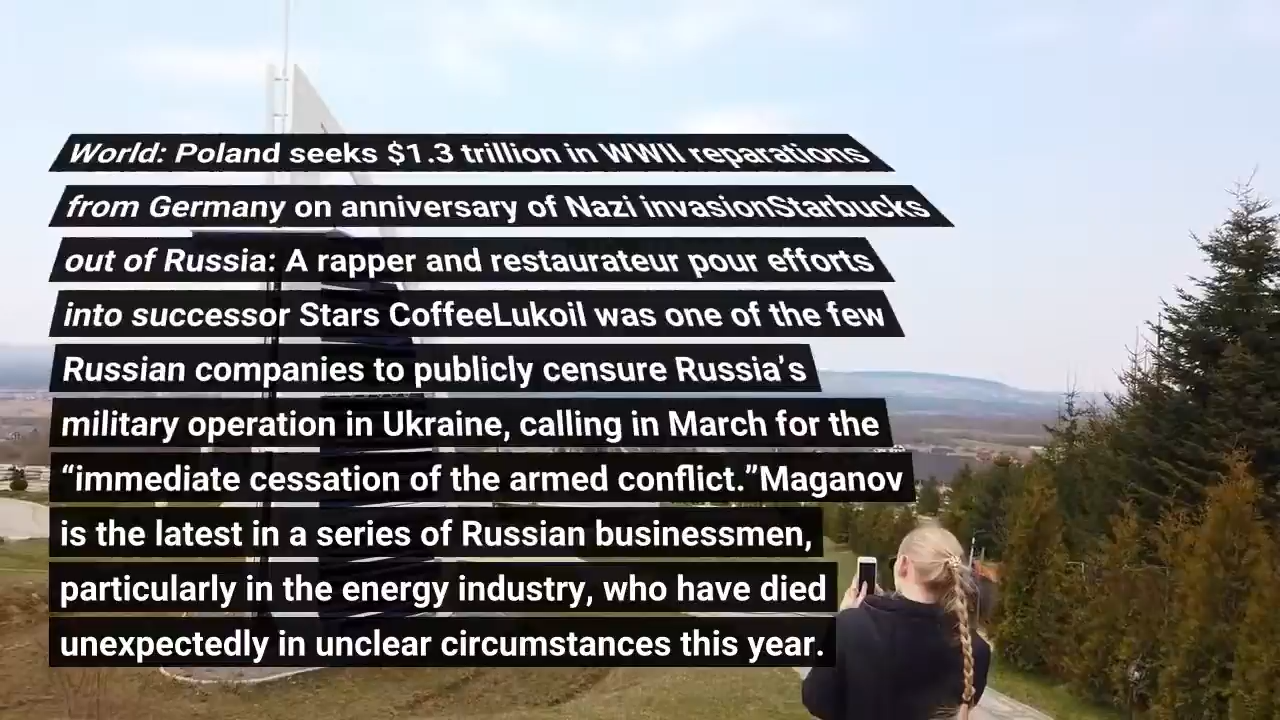 World: Poland seeks $1.3 trillion in WWII reparations
from Germany on anniversary of Nazi invasionStarbucks
out of Russia: A rapper and restaurateur pour efforts
into successor Stars CoffeeLukoil was one of the few
Russian companies to publicly censure Russia’s
military operation in Ukraine, calling in March for the
“immediate cessation of the armed conflict.”Maganov
is the latest in a series of Russian businessmen,
particularly in the energy industry, who have died
unexpectedly in unclear circumstances this year.